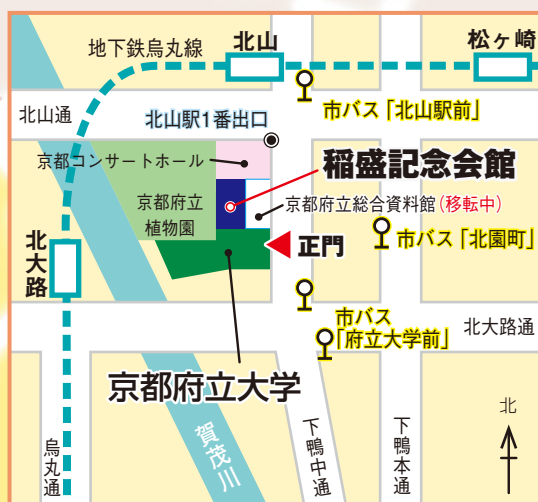 地下鉄烏丸線
北山
松ヶ崎
市バス「北山駅前」
北山通
北山駅1番出口
京都コンサートホール
稲盛記念会館
京都府立
植物園
京都府立総合資料館(移転中)
北大路
正門
市バス「北園町」
市バス
「府立大学前」
北大路通
京都府立大学
北
烏丸通
賀茂川
下鴨中通
下鴨本通